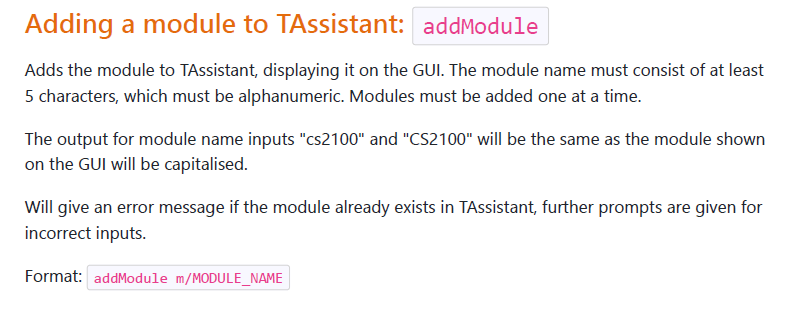 Adding a module to TAssistant: addModule
Adds the module to TAssistant, displaying it on the GUI. The module name must consist of at least
5 characters, which must be alphanumeric. Modules must be added one at a time.
The output for module name inputs "cs2100" and "CS2100" will be the same as the module shown
on the GUI will be capitalised.
Will give an error message if the module already exists in TAssistant, further prompts are given for
incorrect inputs.
Format: addModule m/MODULE_NAME